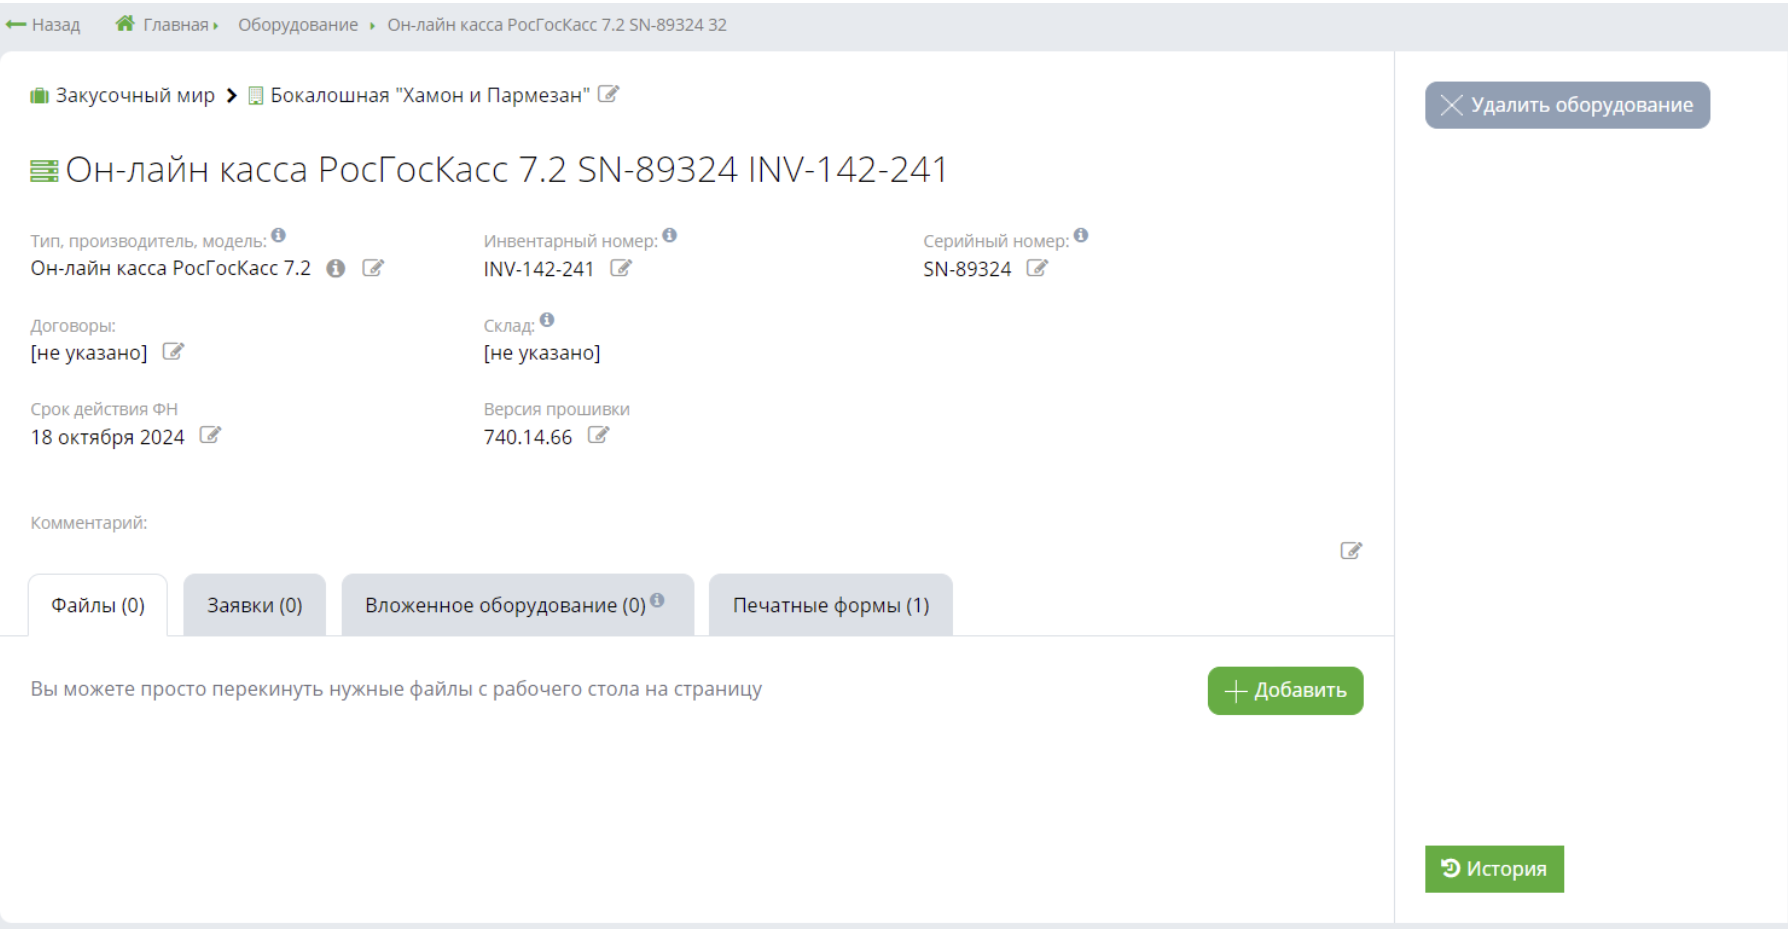 Назад Главная Оборудование Он-лайн касса РосГосКасс 7.2 SN-89324 32
Закусочный мир Бокалошная "Хамон и Пармезан"
Удалить оборудование
Он-лайн касса РосГосКасс 7.2 SN-89324 INV-142-241
Тип, производитель, модель: Инвентарный номер: Серийный номер:
Он-лайн касса РосГосКасс 7.2 INV-142-241 SN-89324
Договоры: Склад:
[не указано] [не указано]
Срок действия ФН Версия прошивки
18 октября 2024 740.14.66
Комментарий:
Файлы (0) Заявки (0) Вложенное оборудование (0) Печатные формы (1)
Вы можете просто перекинуть нужные файлы с рабочего стола на страницу Добавить
История